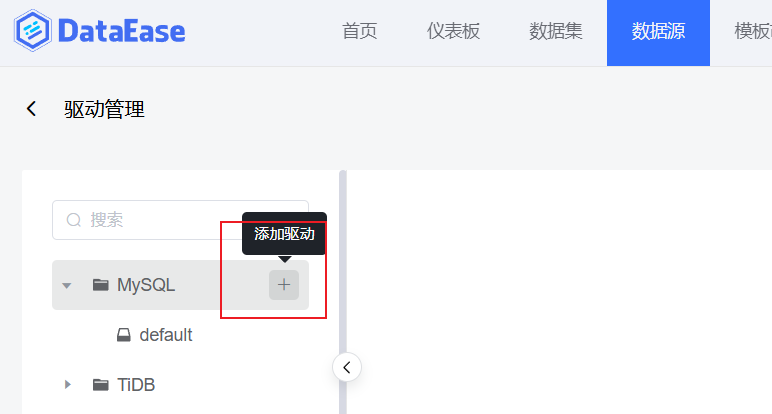 DataEase 首页 仪表板 数据集 数据源 模板
驱动管理
搜索
添加驱动
MySQL
default
TiDB